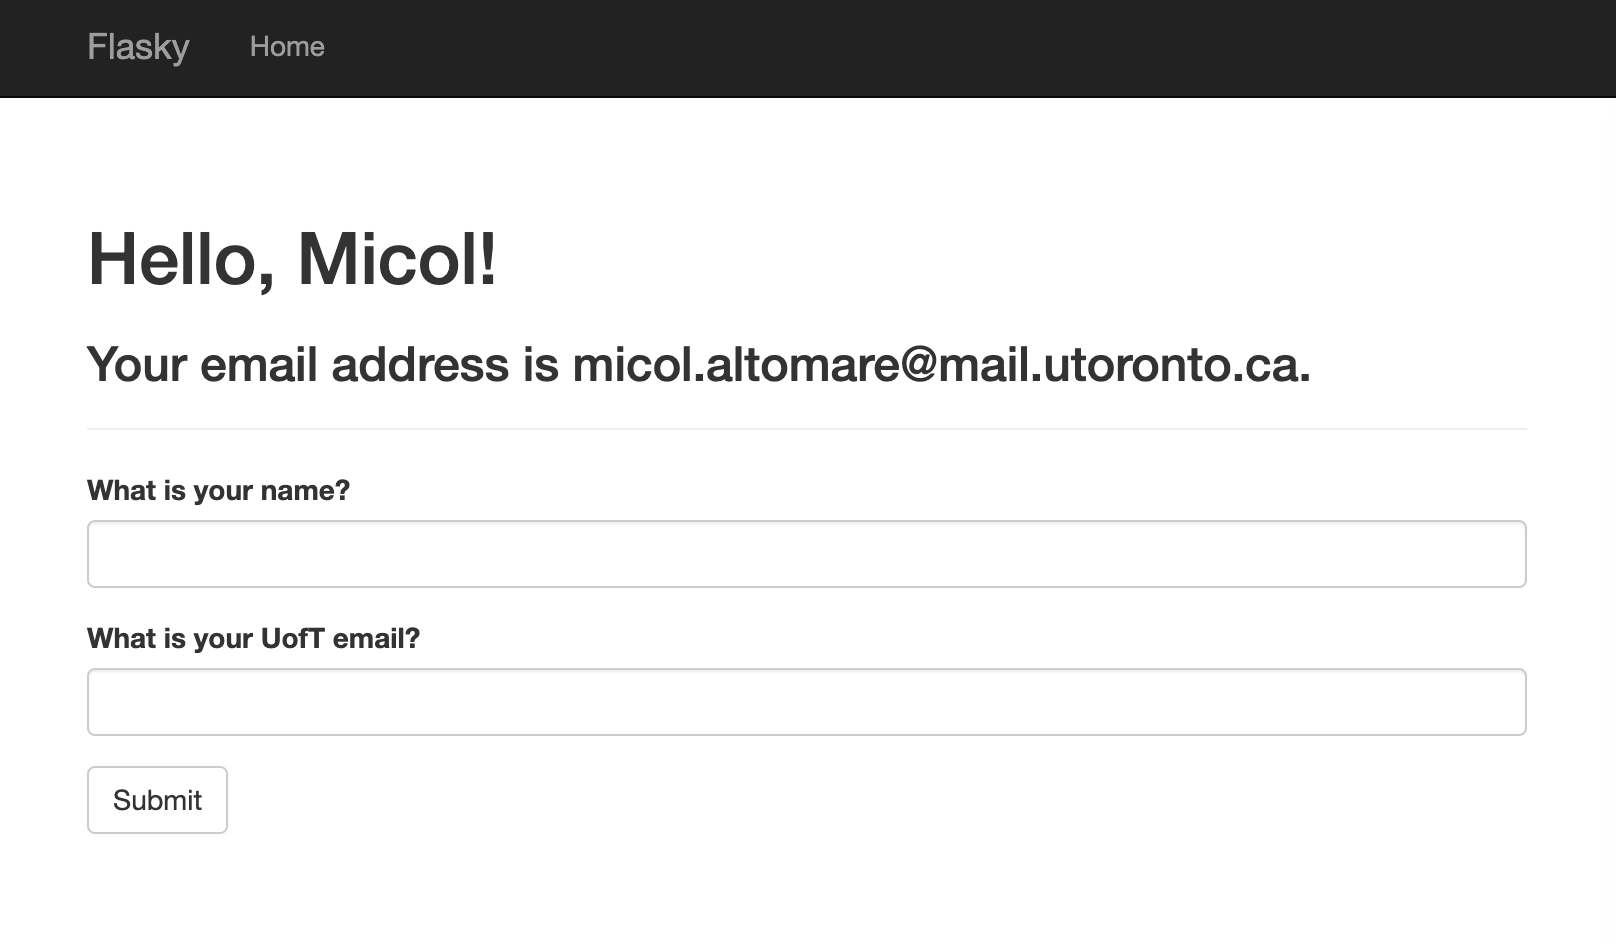 Flasky Home
Hello, Micol!
Your email address is micol.altomare@mail.utoronto.ca.
What is your name?
What is your UofT email?
Submit